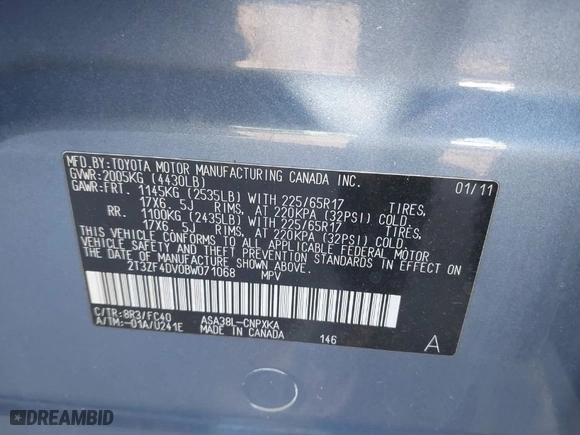 MFD.BY:TOYOTA MOTOR MANUFACTURING CANADA INC.
GVWR:2005KG (4430LB) 01/11
GAWR:FRT. 1145KG (2535LB) WITH 225/65R17 TIRES,
17X6. 5J RIMS, AT 220KPA (32PSI) COLD
RR. 1100KG (2435LB) WITH 225/65R17 TIRES,
17X6. 5J RIMS, AT 220KPA (32PSI) COLD.
THIS VEHICLE CONFORMS TO ALL APPLICABLE FEDERAL MOTOR
VEHICLE SAFETY, BUMPER, AND THEFT PREVENTION
STANDARDS IN EFFECT ON THE DATE OF MANUFACTURE SHOWN ABOVE.
2T3ZF4DV0BW071068 MPV
C/TR:8R3/FC40 ASA38L-CNPXKA
A/TM:-01A/U241E MADE IN CANADA 146 A
DREAMBID